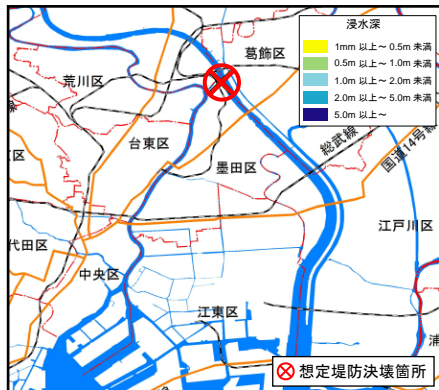 浸水深
1mm 以上～ 0.5m 未満
0.5m 以上～ 1.0m 未満
1.0m 以上～ 2.0m 未満
2.0m 以上～ 5.0m 未満
5.0m 以上～
葛飾区
荒川区
台東区
墨田区
総武線
国道14号線
区
江戸川区
代田区
中央区
江東区
浦
想定堤防決壊箇所